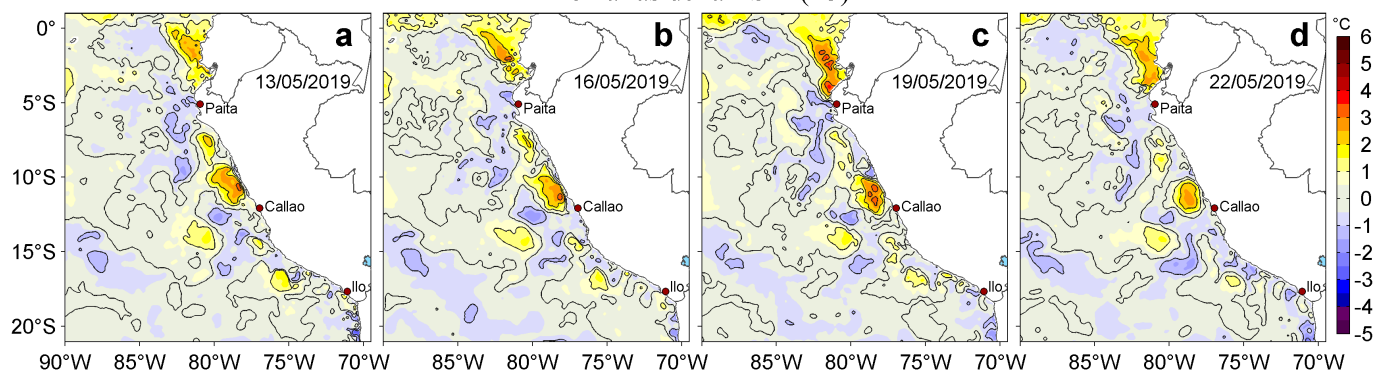 a b c d °C
0° 13/05/2019 16/05/2019 19/05/2019 22/05/2019 6
5°S Paita Paita Paita Paita 5
4
3
2
10°S 1
Callao Callao Callao Callao 0
15°S -1
-2
Ilo Ilo Ilo Ilo -3
20°S -4
-5
90°W 85°W 80°W 75°W 70°W 85°W 80°W 75°W 70°W 85°W 80°W 75°W 70°W 85°W 80°W 75°W 70°W